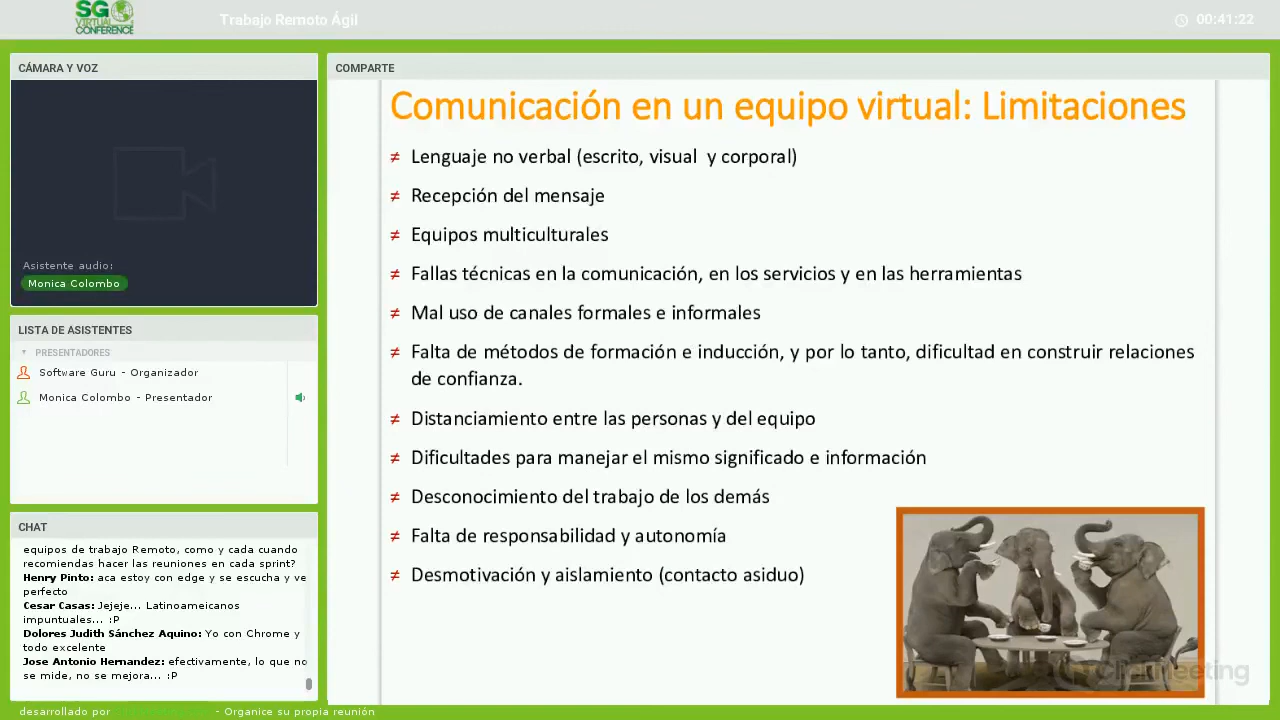 SG
VIRTUAL
CONFERENCE
Trabajo Remoto Ágil
00:41:22
CÁMARA Y VOZ
Asistente audio:
Monica Colombo
LISTA DE ASISTENTES
PRESENTADORES
Software Guru - Organizador
Monica Colombo - Presentador
CHAT
equipos de trabajo Remoto, como y cada cuando
recomiendas hacer las reuniones en cada sprint?
Henry Pinto: aca estoy con edge y se escucha y ve
perfecto
Cesar Casas: Jejeje... Latinoameicanos
impuntuales... :P
Dolores Judith Sánchez Aquino: Yo con Chrome y
todo excelente
Jose Antonio Hernandez: efectivamente, lo que no
se mide, no se mejora... :P
desarrollado por - Organice su propia reunión
COMPARTE
Comunicación en un equipo virtual: Limitaciones
≠ Lenguaje no verbal (escrito, visual y corporal)
≠ Recepción del mensaje
≠ Equipos multiculturales
≠ Fallas técnicas en la comunicación, en los servicios y en las herramientas
≠ Mal uso de canales formales e informales
≠ Falta de métodos de formación e inducción, y por lo tanto, dificultad en construir relaciones
de confianza.
≠ Distanciamiento entre las personas y del equipo
≠ Dificultades para manejar el mismo significado e información
≠ Desconocimiento del trabajo de los demás
≠ Falta de responsabilidad y autonomía
≠ Desmotivación y aislamiento (contacto asiduo)
ClickMeeting